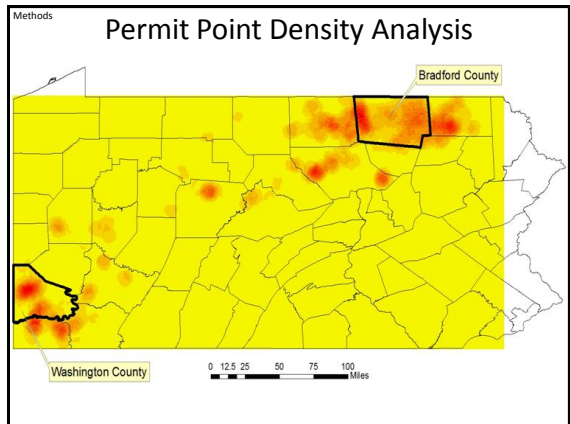 Methods
Permit Point Density Analysis
Bradford County
Washington County
0 12.5 25 50 75 100
Miles